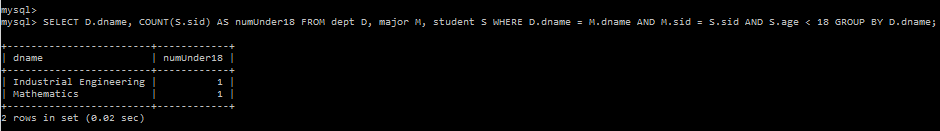 mysql>
mysql> SELECT D.dname, COUNT(S.sid) AS numUnder18 FROM dept D, major M, student S WHERE D.dname = M.dname AND M.sid = S.sid AND S.age < 18 GROUP BY D.dname;
+------------------------+------------+
| dname                  | numUnder18 |
+------------------------+------------+
| Industrial Engineering |          1 |
| Mathematics            |          1 |
+------------------------+------------+
2 rows in set (0.02 sec)